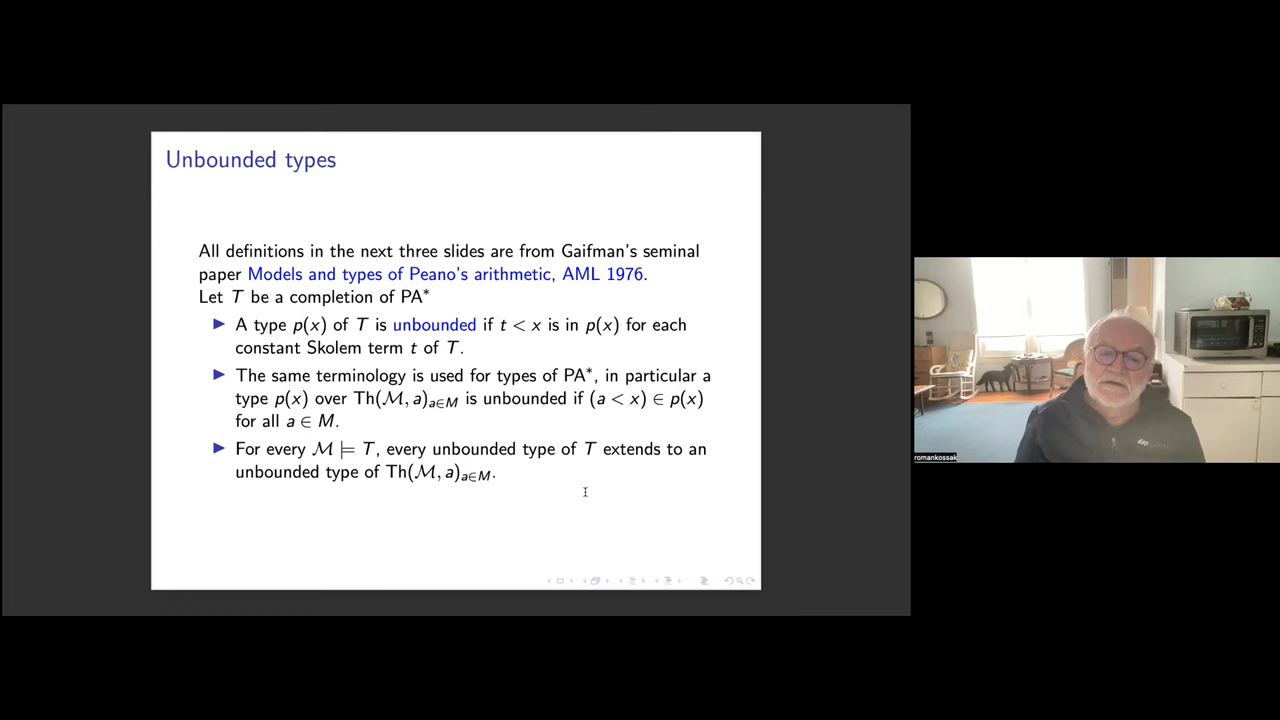 Unbounded types
All definitions in the next three slides are from Gaifman's seminal
paper Models and types of Peano's arithmetic, AML 1976.
Let T be a completion of PA*
▶ A type p(x) of T is unbounded if t < x is in p(x) for each
constant Skolem term t of T.
▶ The same terminology is used for types of PA*, in particular a
type p(x) over Th(ℳ, a)ₐ∈M is unbounded if (a < x) ∈ p(x)
for all a ∈ M.
▶ For every ℳ ⊨ T, every unbounded type of T extends to an
unbounded type of Th(ℳ, a)ₐ∈M.
romankossak